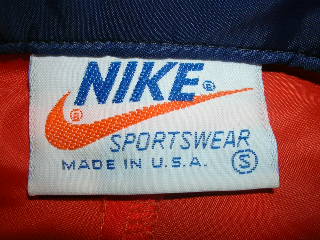 NIKE ®
®
SPORTSWEAR
MADE IN U.S.A. S